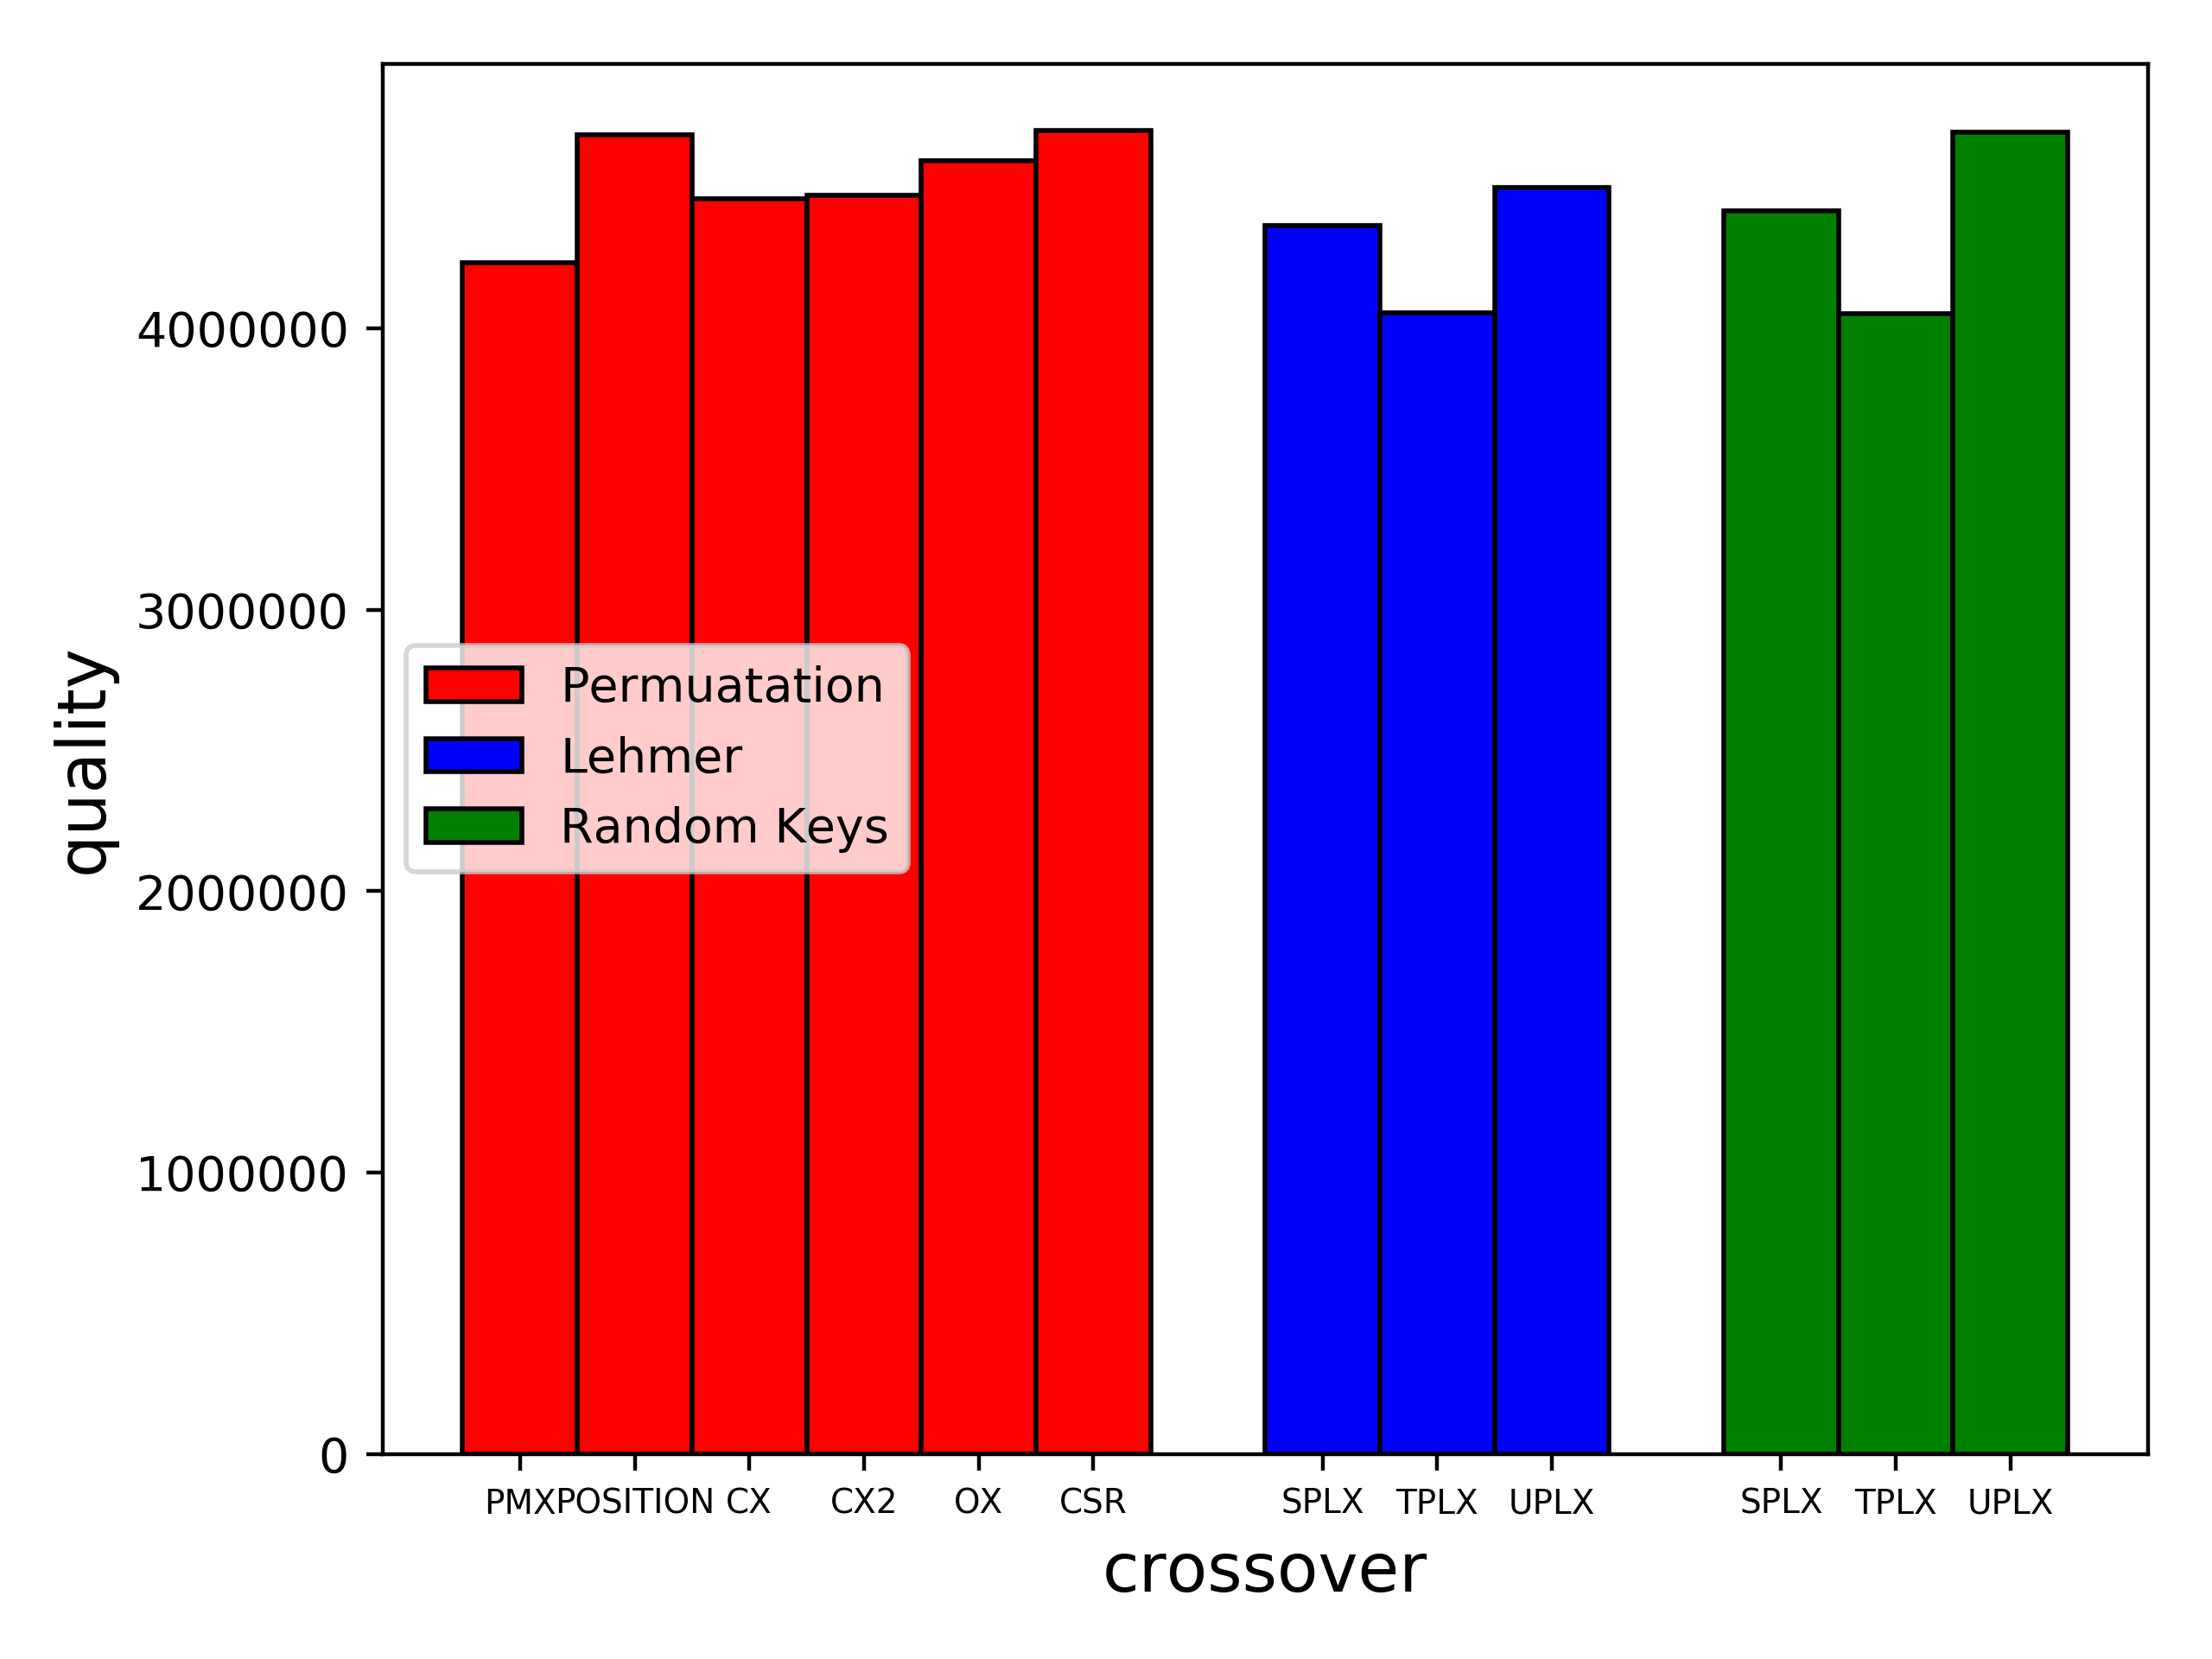 quality
4000000
3000000
2000000
1000000
0
Permuatation
Lehmer
Random Keys
PMX POSITION CX CX2 OX CSR SPLX TPLX UPLX SPLX TPLX UPLX
crossover